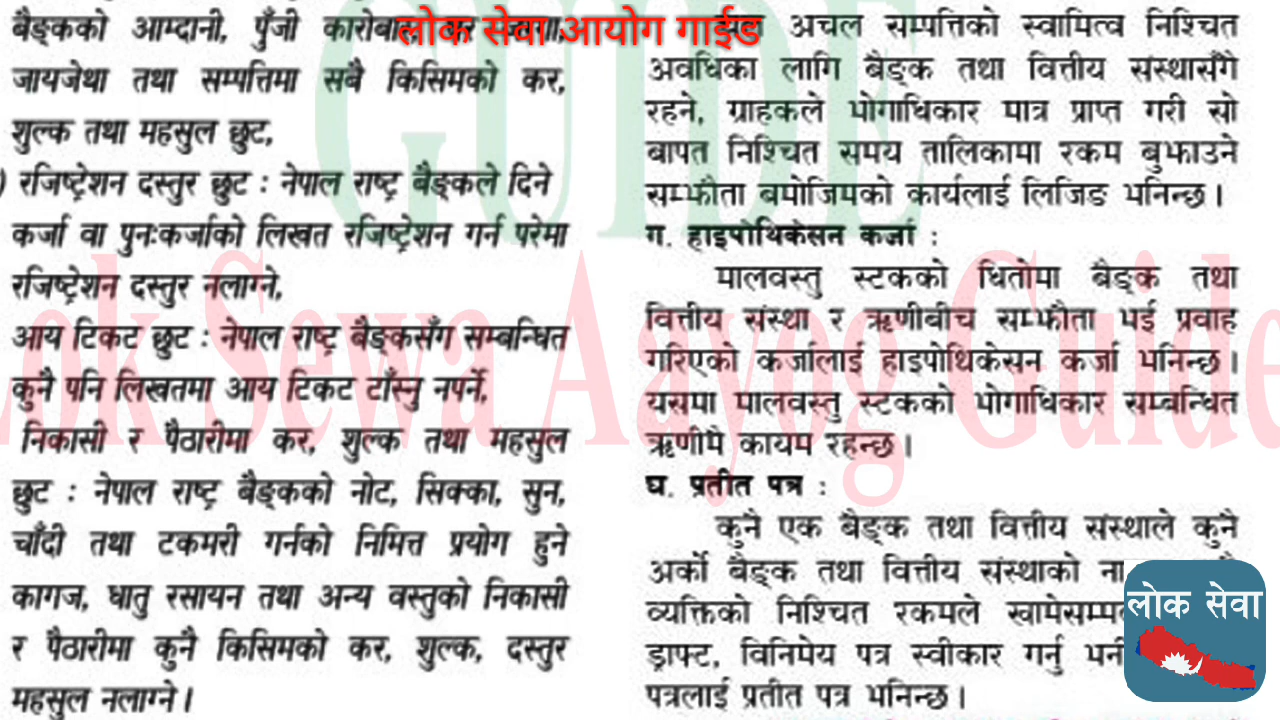 लोक सेवा आयोग गाईड
बैङ्कको आम्दानी, पुँजी कारोबार
जायजेथा तथा सम्पत्तिमा सबै किसिमको कर,
शुल्क तथा महसुल छुट,
) रजिष्ट्रेशन दस्तुर छुट : नेपाल राष्ट्र बैङ्कले दिने
कर्जा वा पुनःकर्जाको लिखत रजिष्ट्रेशन गर्न परेमा
रजिष्ट्रेशन दस्तुर नलाग्ने,
आय टिकट छुट : नेपाल राष्ट्र बैङ्कसँग सम्बन्धित
कुनै पनि लिखतमा आय टिकट टाँस्नु नपर्ने,
निकासी र पैठारीमा कर, शुल्क तथा महसुल
छुट : नेपाल राष्ट्र बैङ्कको नोट, सिक्का, सुन,
चाँदी तथा टकमरी गर्नको निमित्त प्रयोग हुने
कागज, धातु रसायन तथा अन्य वस्तुको निकासी
र पैठारीमा कुनै किसिमको कर, शुल्क, दस्तुर
महसुल नलाग्ने ।
अचल सम्पत्तिको स्वामित्व निश्चित
अवधिका लागि बैङ्क तथा वित्तीय संस्थासँगै
रहने, ग्राहकले भोगाधिकार मात्र प्राप्त गरी सो
बापत निश्चित समय तालिकामा रकम बुझाउने
सम्झौता बमोजिमको कार्यलाई लिजिङ भनिन्छ ।
ग. हाइपोथिकेसन कर्जा :
मालवस्तु स्टकको धितोमा बैङ्क तथा
वित्तीय संस्था र ऋणीबीच सम्झौता भई प्रवाह
गरिएको कर्जालाई हाइपोथिकेसन कर्जा भनिन्छ ।
यसमा मालवस्तु स्टकको भोगाधिकार सम्बन्धित
ऋणीमै कायम रहन्छ ।
घ. प्रतीत पत्र :
कुनै एक बैङ्क तथा वित्तीय संस्थाले कुनै
अर्को बैङ्क तथा वित्तीय संस्थाको
व्यक्तिको निश्चित रकमले खामेसम्म
ड्राफ्ट, विनिमेय पत्र स्वीकार गर्नु भनी
पत्रलाई प्रतीत पत्र भनिन्छ ।
GUIDE
Lok Sewa Aayog Guide
लोक सेवा